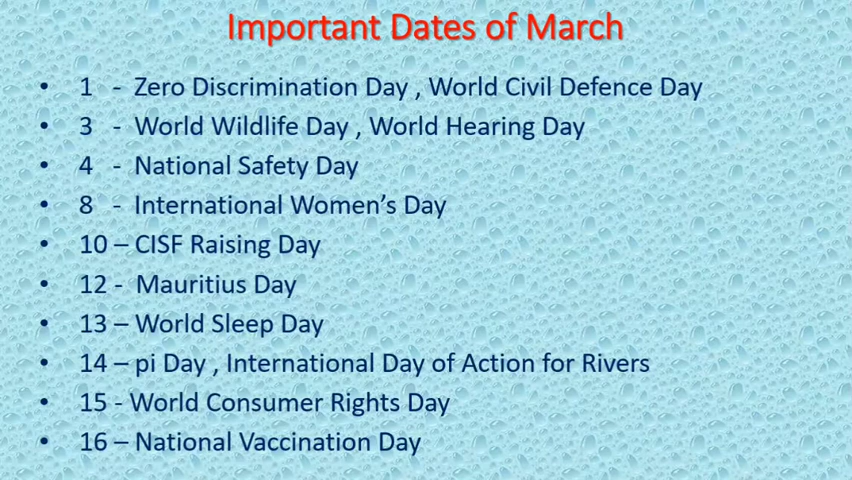 Important Dates of March
• 1 - Zero Discrimination Day , World Civil Defence Day
• 3 - World Wildlife Day , World Hearing Day
• 4 - National Safety Day
• 8 - International Women’s Day
• 10 – CISF Raising Day
• 12 - Mauritius Day
• 13 – World Sleep Day
• 14 – pi Day , International Day of Action for Rivers
• 15 - World Consumer Rights Day
• 16 – National Vaccination Day